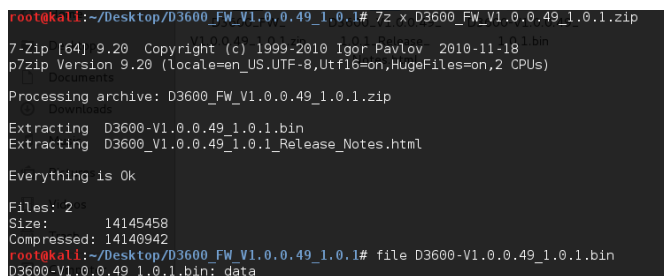 root@kali:~/Desktop/D3600_FW_V1.0.0.49_1.0.1# 7z x D3600_FW_V1.0.0.49_1.0.1.zip
7-Zip [64] 9.20  Copyright (c) 1999-2010 Igor Pavlov  2010-11-18
p7zip Version 9.20 (locale=en_US.UTF-8,Utf16=on,HugeFiles=on,2 CPUs)
Documents
Processing archive: D3600_FW_V1.0.0.49_1.0.1.zip
Downloads
Extracting  D3600-V1.0.0.49_1.0.1.bin
Extracting  D3600_V1.0.0.49_1.0.1_Release_Notes.html
Everything is Ok
Files: 2
Size:       14145458
Compressed: 14140942
root@kali:~/Desktop/D3600_FW_V1.0.0.49_1.0.1# file D3600-V1.0.0.49_1.0.1.bin
D3600-V1.0.0.49_1.0.1.bin: data